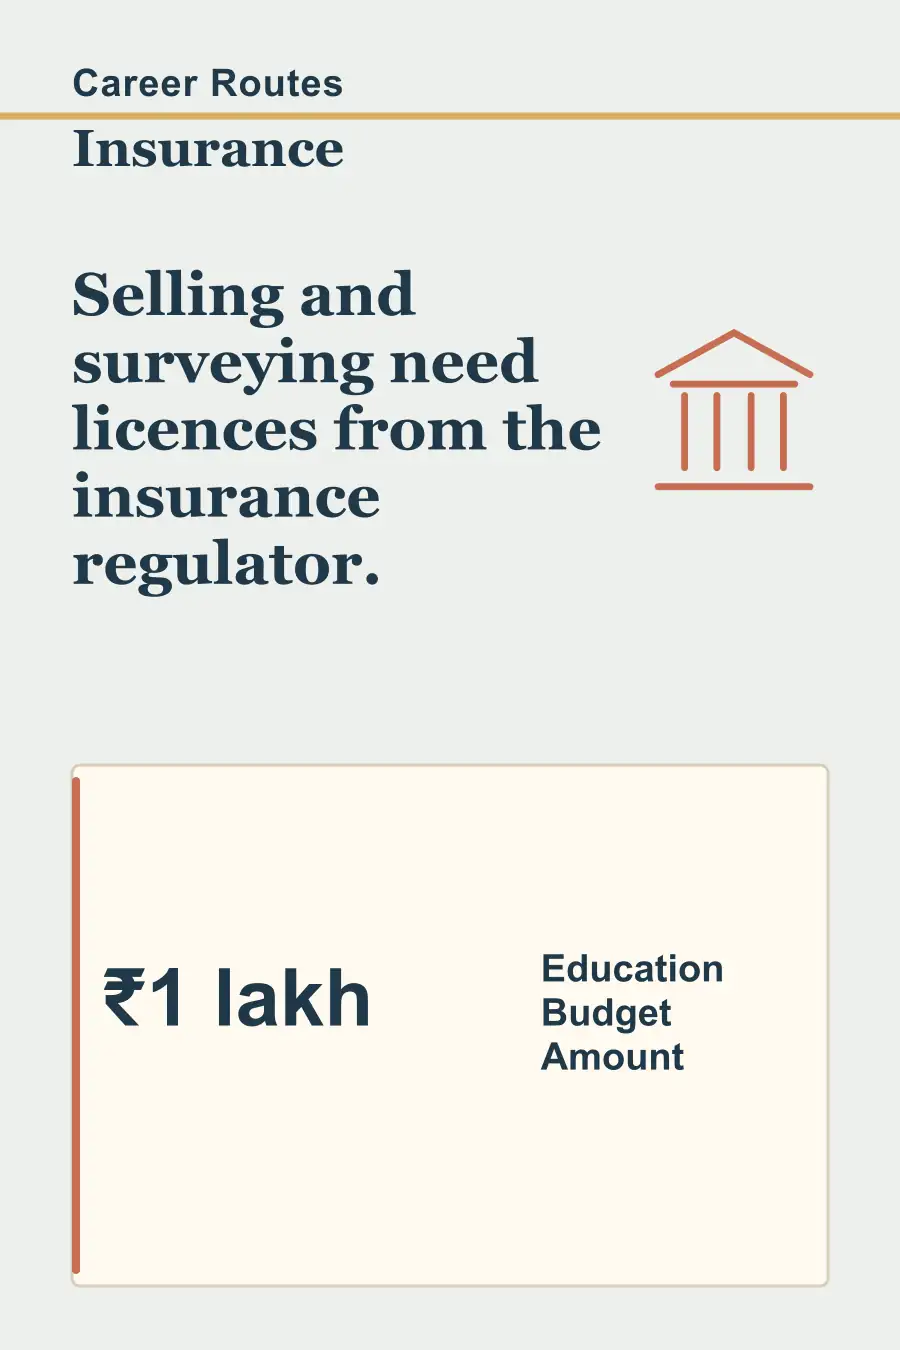 Career Routes
Insurance
Selling and
surveying need
licences from the
insurance
regulator.
₹1 lakh
Education
Budget
Amount